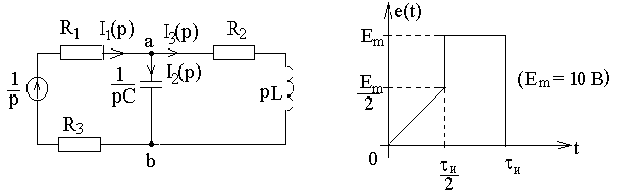 R₁ I₁(p) a I₃(p) R₂
1/p 1/pC I₂(p) pL
R₃
b
e(t)
Eₘ
Eₘ/2
(Eₘ = 10 В)
0 τи/2 τи t